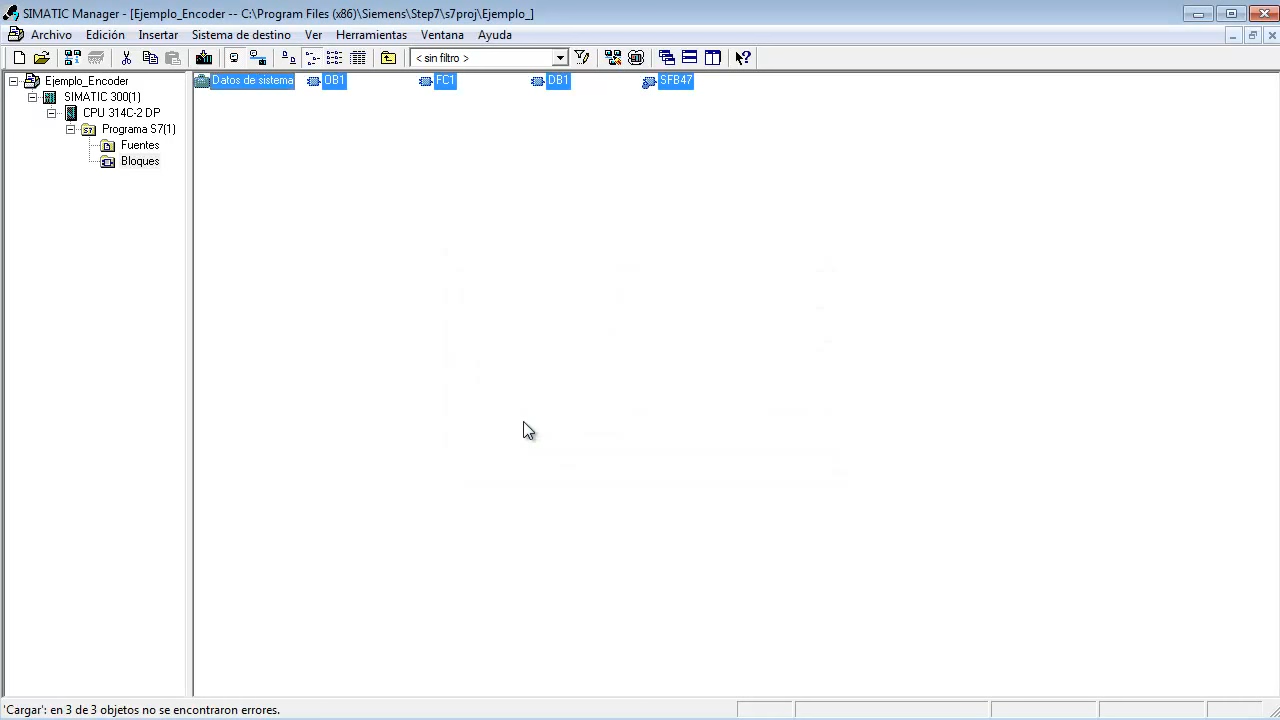 SIMATIC Manager - [Ejemplo_Encoder -- C:\Program Files (x86)\Siemens\Step7\s7proj\Ejemplo_]
Archivo Edición Insertar Sistema de destino Ver Herramientas Ventana Ayuda
< sin filtro >
Ejemplo_Encoder
SIMATIC 300(1)
CPU 314C-2 DP
Programa S7(1)
Fuentes
Bloques
Datos de sistema OB1 FC1 DB1 SFB47
'Cargar': en 3 de 3 objetos no se encontraron errores.